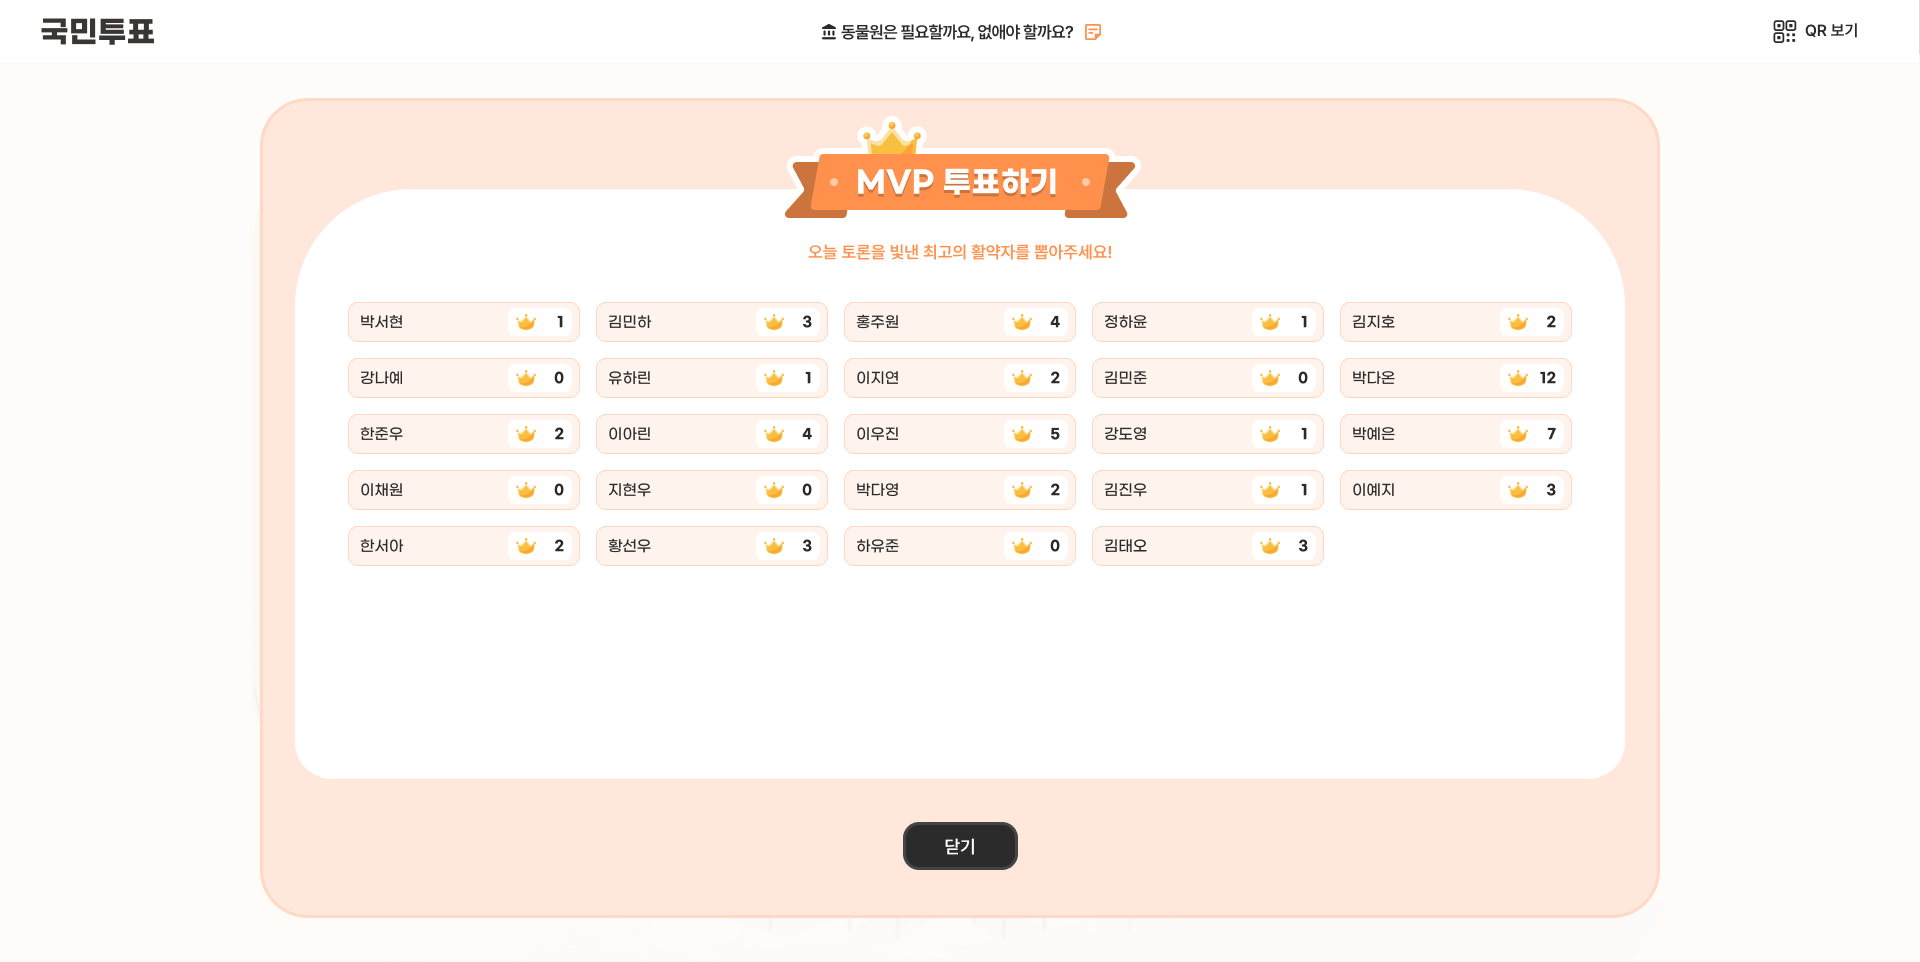 국민투표
동물원은 필요할까요, 없애야 할까요?
QR 보기
MVP 투표하기
오늘 토론을 빛낸 최고의 활약자를 뽑아주세요!
박서현 1 김민하 3 홍주원 4 정하윤 1 김지호 2
강나예 0 유하린 1 이지연 2 김민준 0 박다온 12
한준우 2 이아린 4 이우진 5 강도영 1 박예은 7
이채원 0 지현우 0 박다영 2 김진우 1 이예지 3
한서아 2 황선우 3 하유준 0 김태오 3
닫기